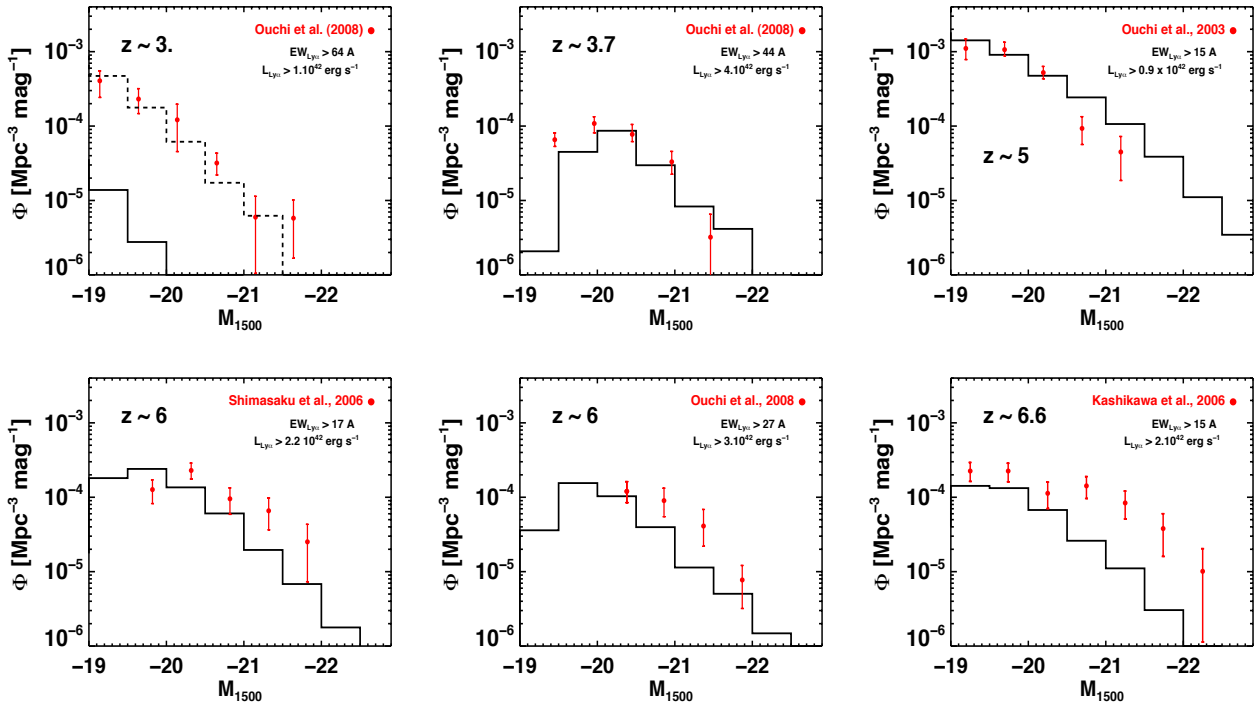 Ouchi et al. (2008)
z ~ 3.
EW_Lyα > 64 A
L_Lyα > 1.10^42 erg s^−1
Φ [Mpc^−3 mag^−1]
10^−3
10^−4
10^−5
10^−6
−19 −20 −21 −22
M_1500
Ouchi et al. (2008)
z ~ 3.7
EW_Lyα > 44 A
L_Lyα > 4.10^42 erg s^−1
Φ [Mpc^−3 mag^−1]
10^−3
10^−4
10^−5
10^−6
−19 −20 −21 −22
M_1500
Ouchi et al., 2003
EW_Lyα > 15 A
L_Lyα > 0.9 x 10^42 erg s^−1
z ~ 5
Φ [Mpc^−3 mag^−1]
10^−3
10^−4
10^−5
10^−6
−19 −20 −21 −22
M_1500
Shimasaku et al., 2006
z ~ 6
EW_Lyα > 17 A
L_Lyα > 2.2 10^42 erg s^−1
Φ [Mpc^−3 mag^−1]
10^−3
10^−4
10^−5
10^−6
−19 −20 −21 −22
M_1500
Ouchi et al., 2008
z ~ 6
EW_Lyα > 27 A
L_Lyα > 3.10^42 erg s^−1
Φ [Mpc^−3 mag^−1]
10^−3
10^−4
10^−5
10^−6
−19 −20 −21 −22
M_1500
Kashikawa et al., 2006
z ~ 6.6
EW_Lyα > 15 A
L_Lyα > 2.10^42 erg s^−1
Φ [Mpc^−3 mag^−1]
10^−3
10^−4
10^−5
10^−6
−19 −20 −21 −22
M_1500